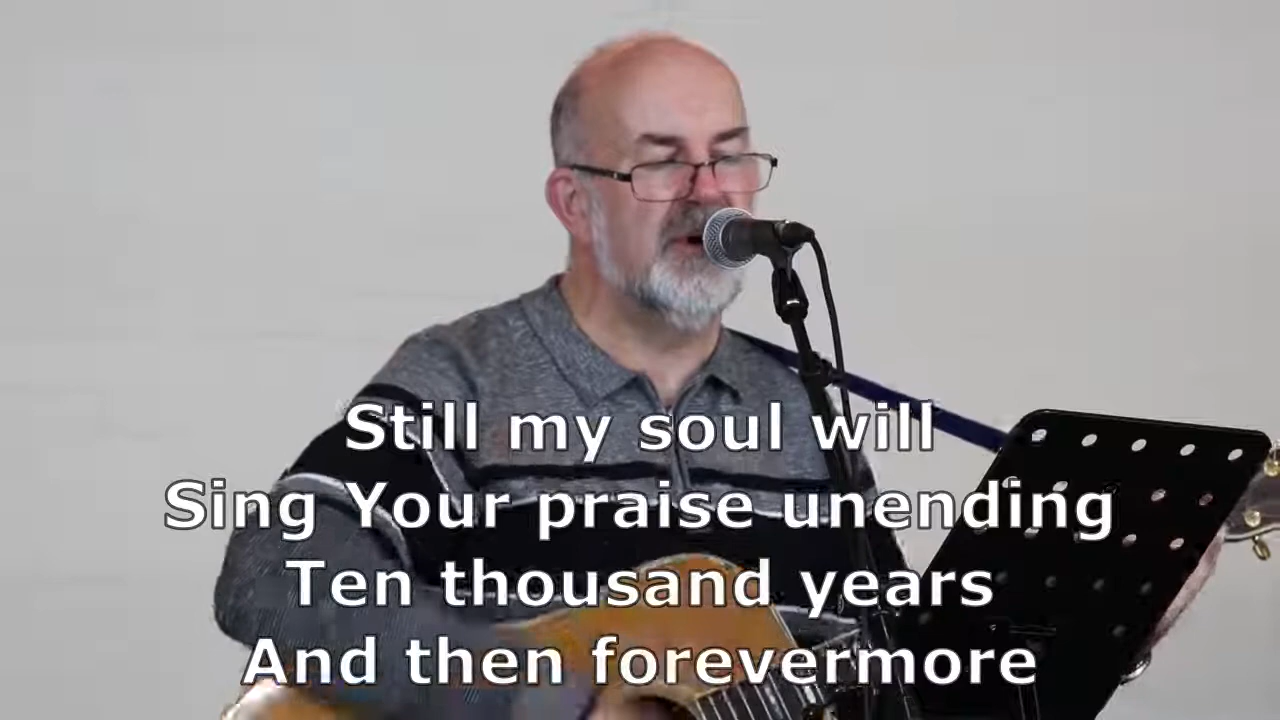 Still my soul will
Sing Your praise unending
Ten thousand years
And then forevermore